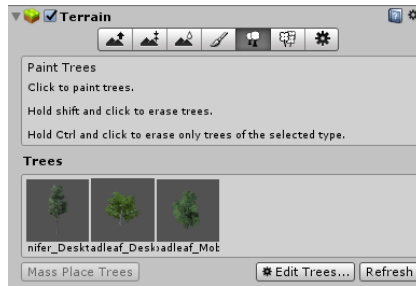 Terrain
Paint Trees
Click to paint trees.
Hold shift and click to erase trees.
Hold Ctrl and click to erase only trees of the selected type.
Trees
nifer_Deskt adleaf_Desk adleaf_Mob
Mass Place Trees Edit Trees... Refresh